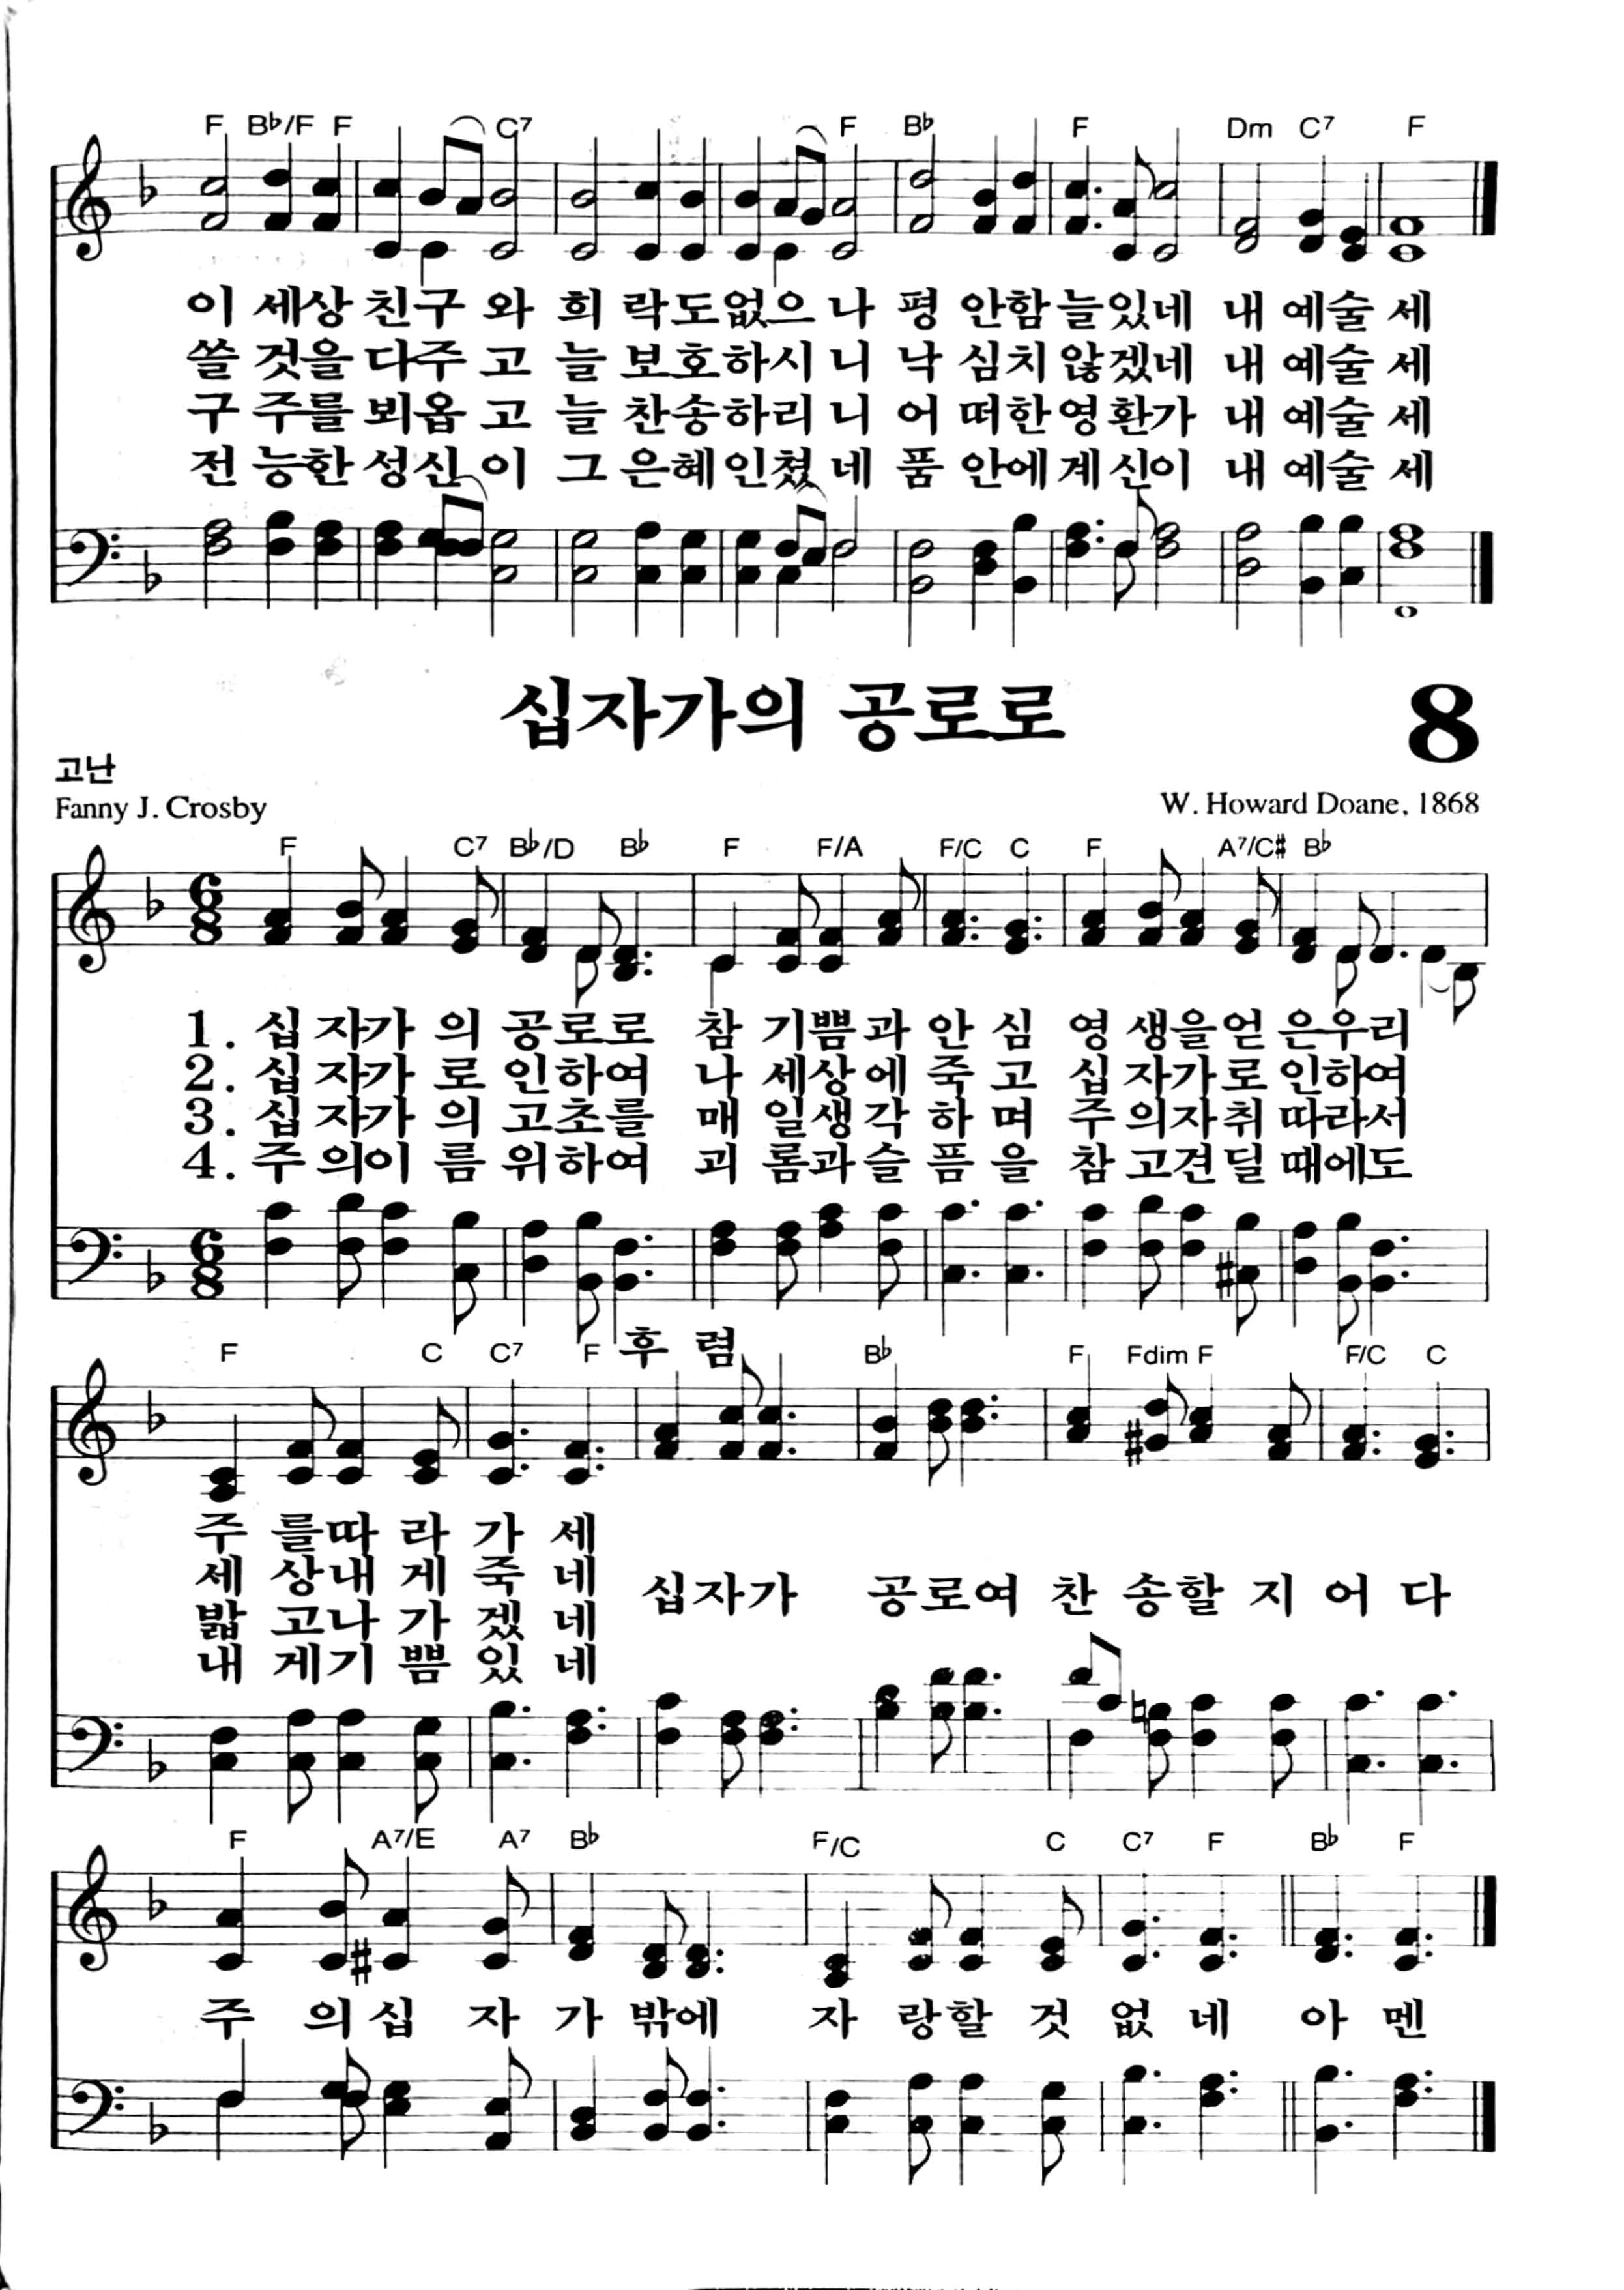 F B♭/F F C7 F B♭ F Dm C7 F
이 세상 친구 와 희 락도없으 나 평 안함늘있네 내 예술 세
쓸 것을 다주 고 늘 보호하시 니 낙 심치 않겠네 내 예술 세
구 주를 뵈옵 고 늘 찬송하리 니 어 떠한영환가 내 예술 세
전 능한 성신 이 그 은혜인쳤 네 품 안에계신이 내 예술 세
십자가의 공로로 8
고난
Fanny J. Crosby W. Howard Doane, 1868
F C7 B♭/D B♭ F F/A F/C C F A7/C# B♭
6 8
1. 십 자가 의 공로로 참 기쁨과 안 심 영 생을얻 은우리
2. 십 자가 로 인하여 나 세상에 죽 고 십 자가로 인하여
3. 십 자가 의 고초를 매 일생각 하 며 주 의자취 따라서
4. 주 의이 름 위하여 괴 롬과슬 픔 을 참 고견딜 때에도
6 8
후 렴
F C C7 F B♭ F Fdim F F/C C
주 를따 라 가 세
세 상내 게 죽 네
밟 고나 가 겠 네
내 게기 쁨 있 네
십자가 공로여 찬 송할 지 어 다
F A7/E A7 B♭ F/C C C7 F B♭ F
주 의십 자 가 밖에 자 랑할 것 없 네 아 멘